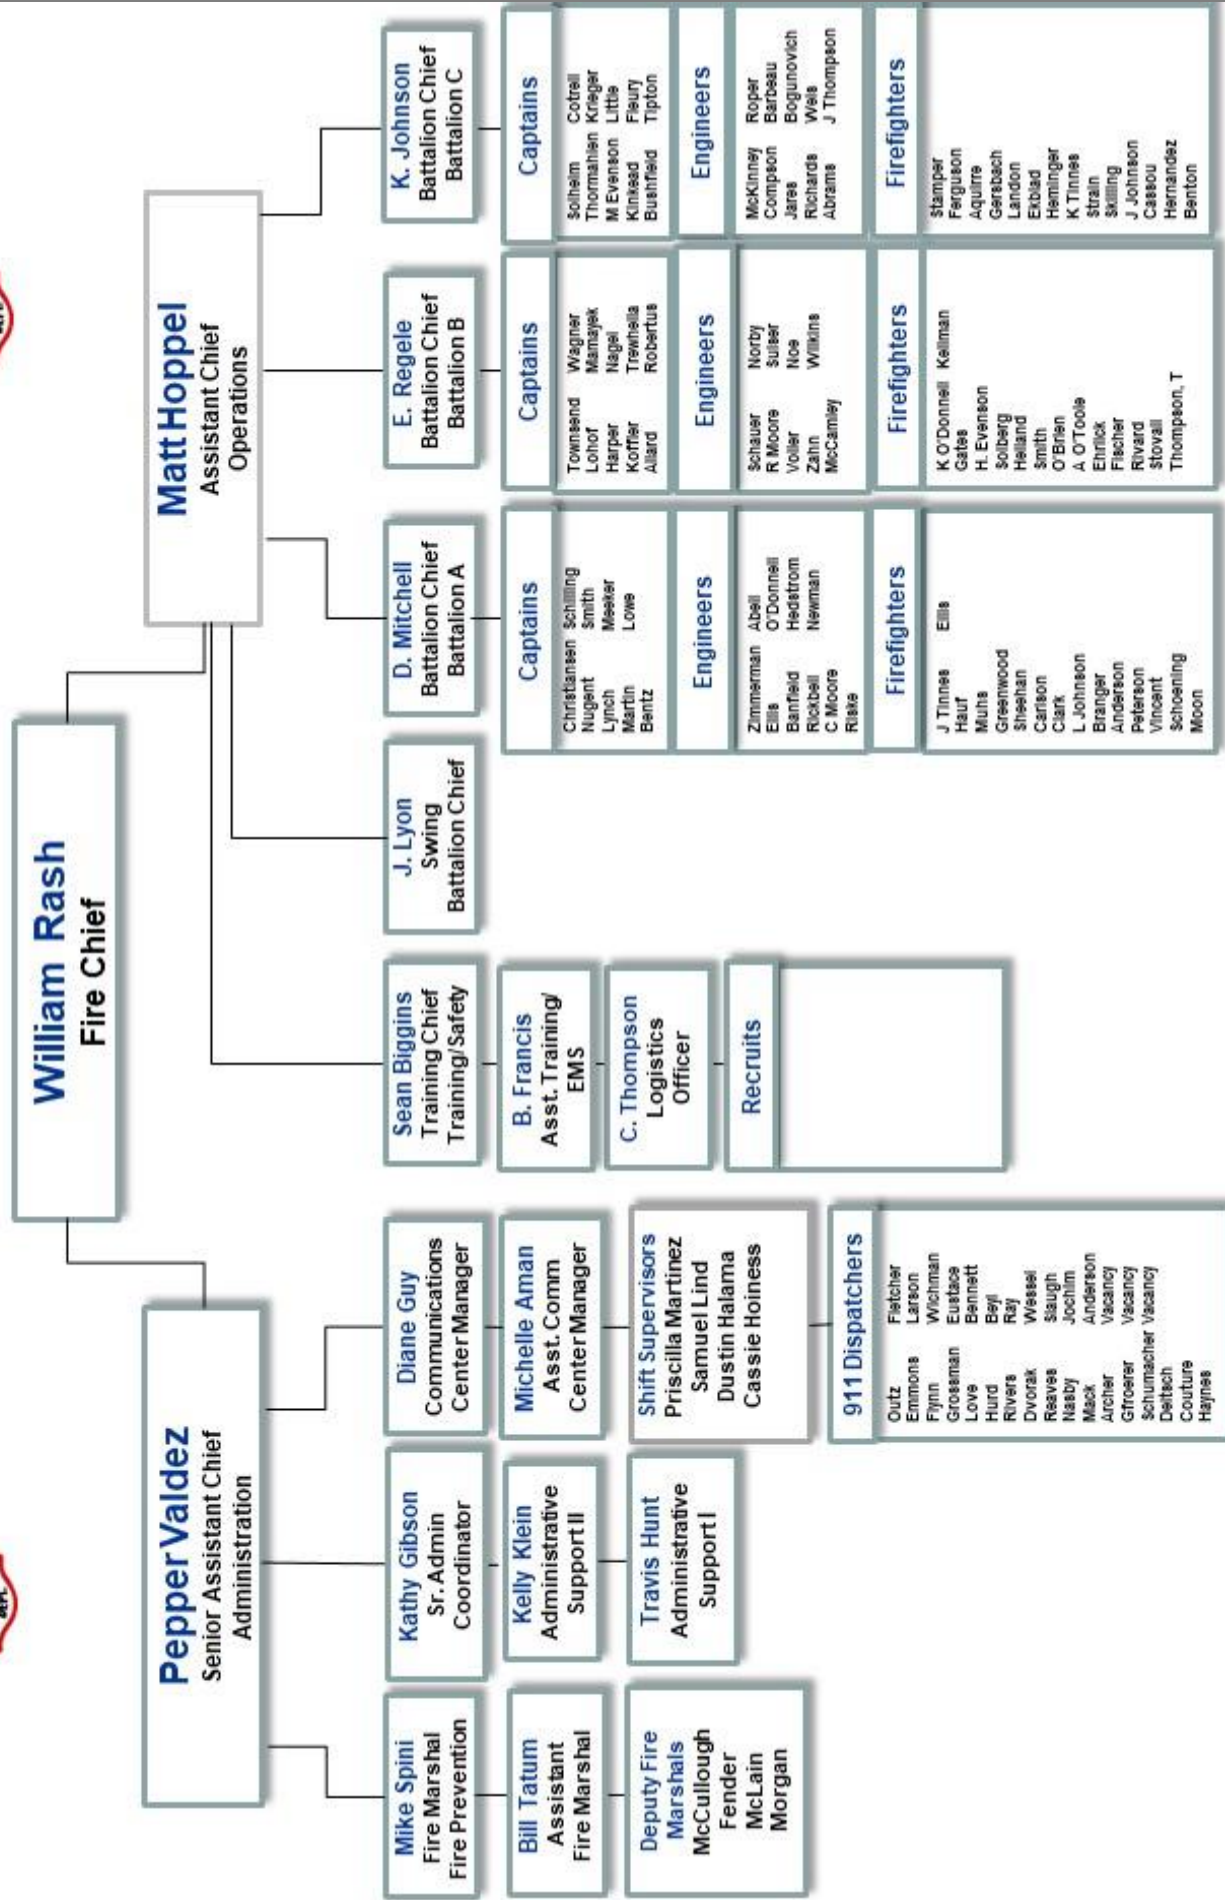 William Rash
Fire Chief
Pepper Valdez
Senior Assistant Chief
Administration
Matt Hoppel
Assistant Chief
Operations
Mike Spini
Fire Marshal
Fire Prevention
Bill Tatum
Assistant
Fire Marshal
Deputy Fire
Marshals
McCullough
Fender
McLain
Morgan
Kathy Gibson
Sr. Admin
Coordinator
Kelly Klein
Administrative
Support II
Travis Hunt
Administrative
Support I
Diane Guy
Communications
Center Manager
Michelle Aman
Asst. Comm
Center Manager
Shift Supervisors
Priscilla Martinez
Samuel Lind
Dustin Halama
Cassie Hoiness
911 Dispatchers
Outz Fletcher
Emmons Larson
Flynn Wichman
Grossman Eustace
Love Bennett
Hurd Beyl
Rivers Ray
Dvorak Wessel
Reaves Slaugh
Nasby Jochim
Mack Anderson
Archer Vacancy
Gfroerer Vacancy
Schumacher Vacancy
Deitsch
Couture
Haynes
Sean Biggins
Training Chief
Training/Safety
B. Francis
Asst. Training/
EMS
C. Thompson
Logistics
Officer
Recruits
J. Lyon
Swing
Battalion Chief
D. Mitchell
Battalion Chief
Battalion A
Captains
Christiansen Schilling
Nugent Smith
Lynch Meeker
Martin Lowe
Bentz
Engineers
Zimmerman Abell
Ellis O'Donnell
Banfield Hedstrom
Rickbeil Newman
C Moore
Riske
Firefighters
J Tinnes Ellis
Hauf
Muhs
Greenwood
Sheehan
Carlson
Clark
L Johnson
Branger
Anderson
Peterson
Vincent
Schoening
Moon
E. Regele
Battalion Chief
Battalion B
Captains
Townsend Wagner
Lohof Mamayek
Harper Nagel
Koffler Trewhella
Allard Robertus
Engineers
Schauer Norby
R Moore Sulser
Voller Noe
Zahn Wilkins
McCamley
Firefighters
K O'Donnell Kellman
Gates
H. Evenson
Solberg
Heiland
Smith
O'Brien
A O'Toole
Ehrlick
Fischer
Rivard
Stovall
Thompson, T
K. Johnson
Battalion Chief
Battalion C
Captains
Solheim Cotrell
Thormahlen Krieger
M Evenson Little
Kinkead Fleury
Bushfield Tipton
Engineers
McKinney Roper
Compson Barbeau
Jares Bogunovich
Richards Weis
Abrams J Thompson
Firefighters
Stamper
Ferguson
Aquirre
Gersbach
Landon
Ekblad
Heminger
K Tinnes
Strain
Skilling
J Johnson
Cassou
Hernandez
Benton